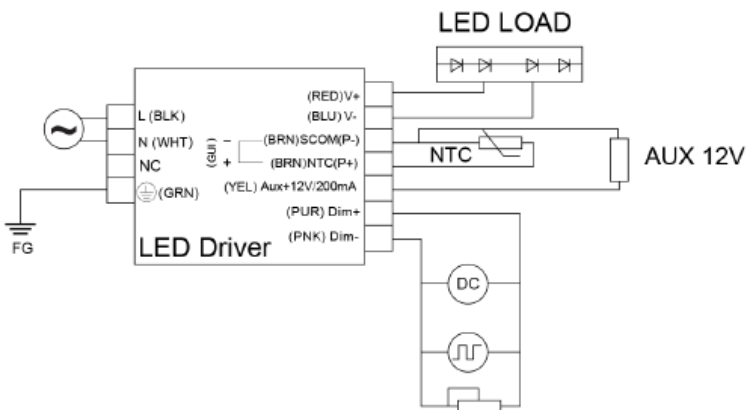 LED LOAD
(RED)V+
L (BLK)
(BLU) V-
N (WHT)
(GUI)
−
+
(BRN)SCOM(P-)
NTC
AUX 12V
NC
(BRN)NTC(P+)
(GRN)
(YEL) Aux+12V/200mA
(PUR) Dim+
(PNK) Dim-
FG
LED Driver
DC